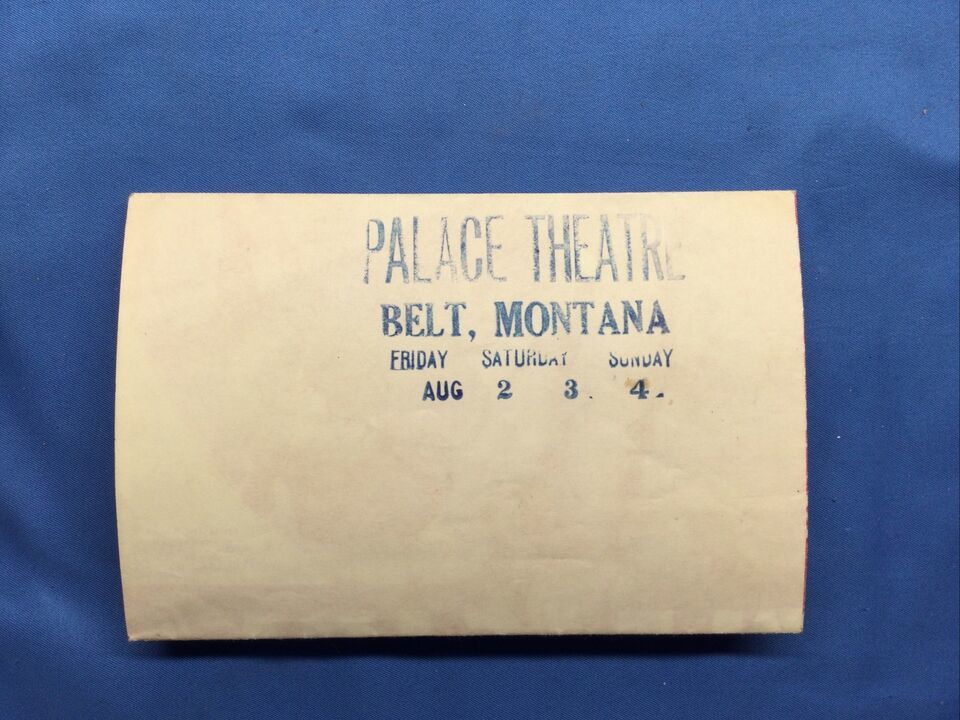 PALACE THEATRE
BELT, MONTANA
FRIDAY SATURDAY SUNDAY
AUG 2 3. 4.